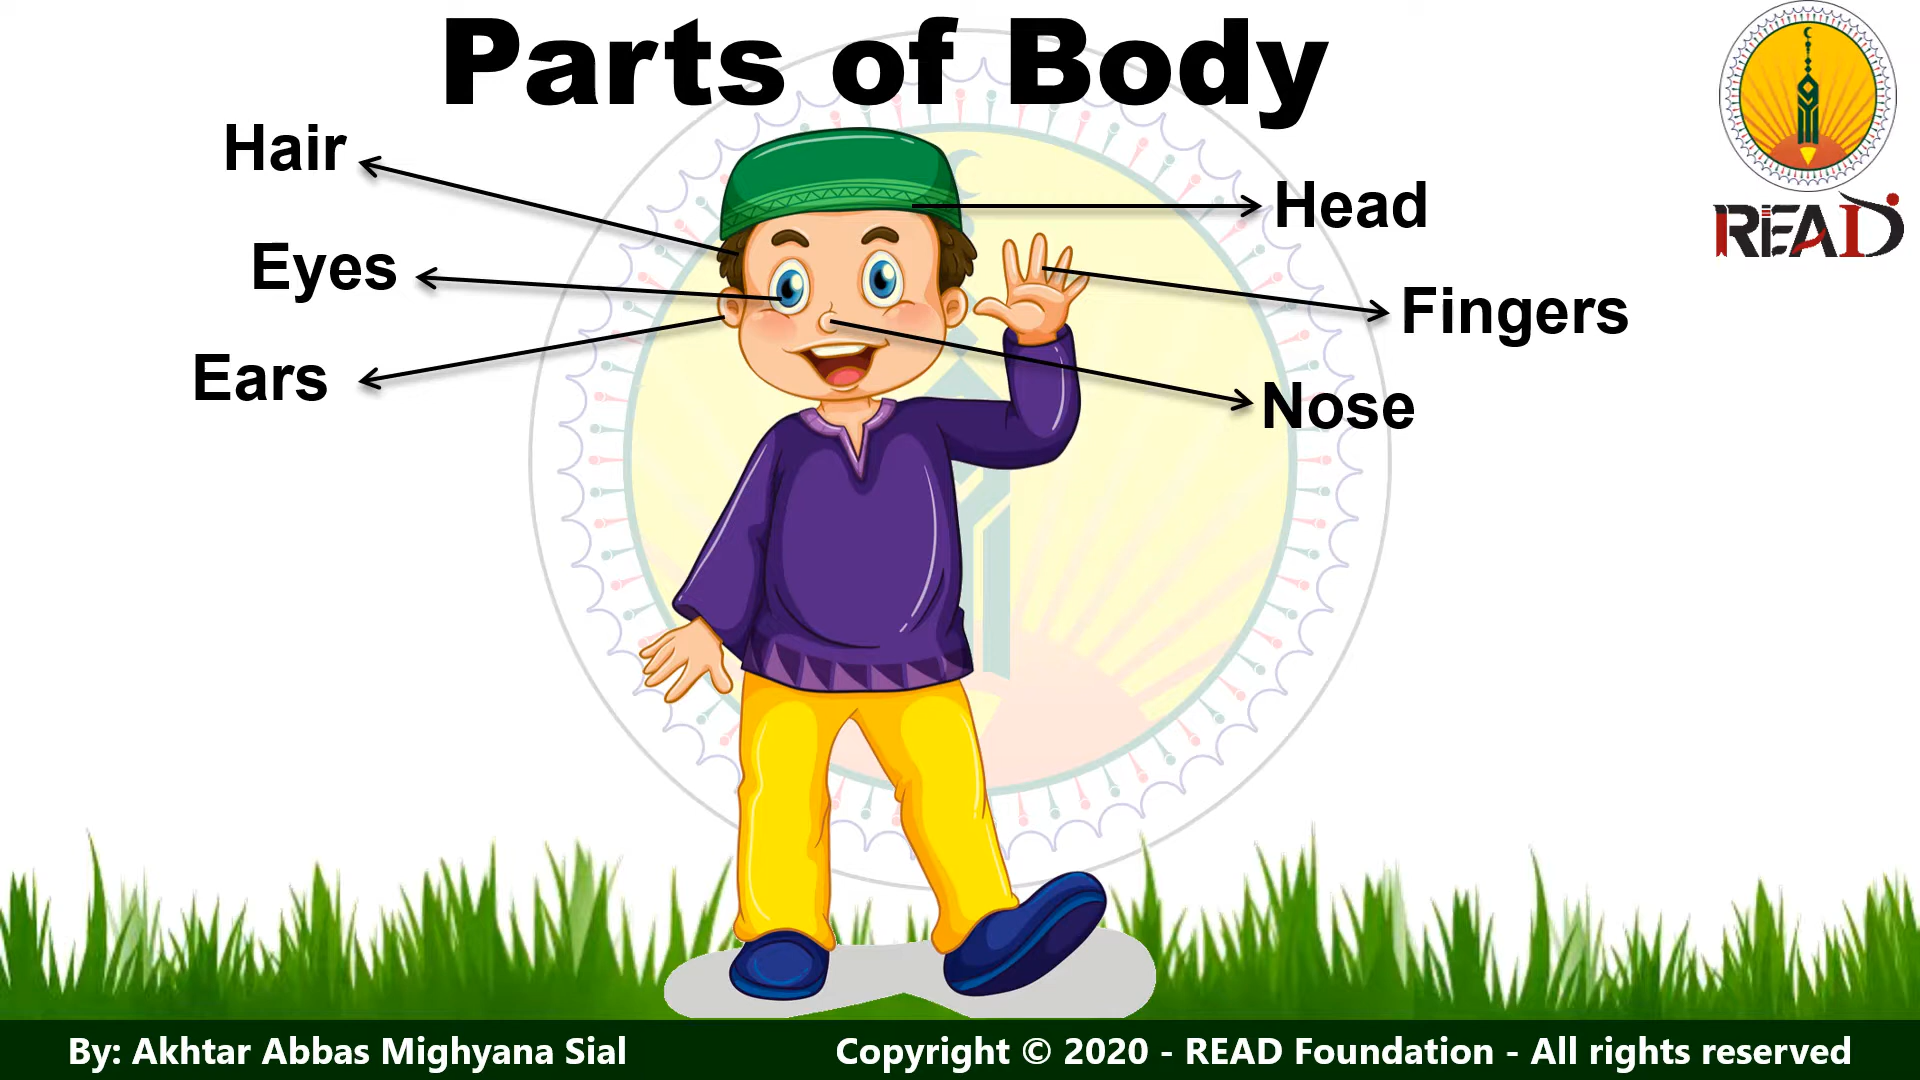 Parts of Body
Hair
Head
Eyes
Fingers
Ears
Nose
READ
By: Akhtar Abbas Mighyana Sial
Copyright © 2020 - READ Foundation - All rights reserved